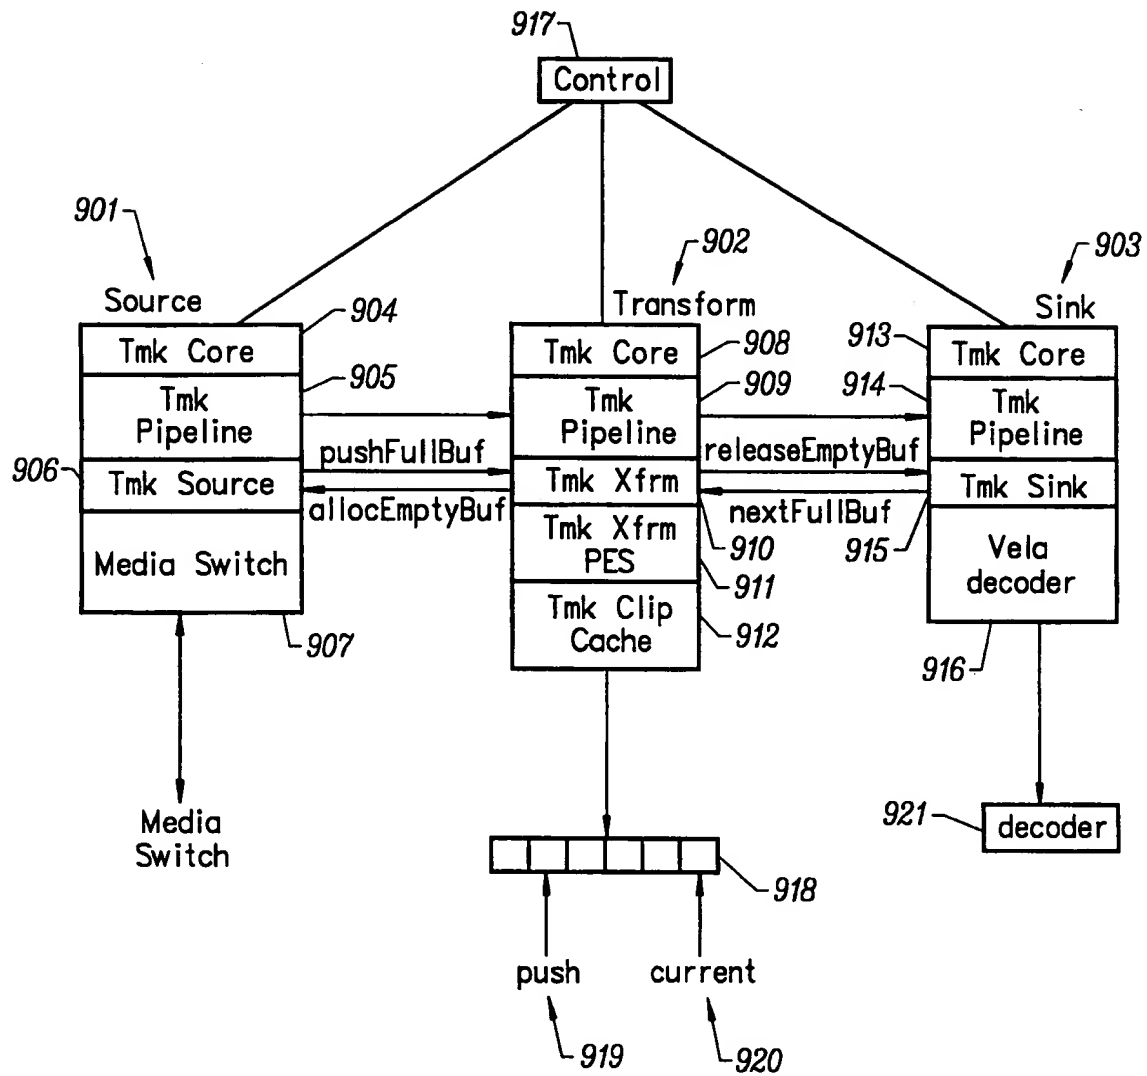 917
Control
901
902
903
Source
Transform
Sink
904
Tmk Core
Tmk Core
908
913
Tmk Core
905
Tmk
Pipeline
Tmk
Pipeline
909
914
Tmk
Pipeline
906
Tmk Source
pushFullBuf
allocEmptyBuf
Tmk Xfrm
releaseEmptyBuf
nextFullBuf
Tmk Sink
910
915
Media Switch
Tmk Xfrm
PES
911
Vela
decoder
907
Tmk Clip
Cache
912
916
Media
Switch
921
decoder
918
push
current
919
920